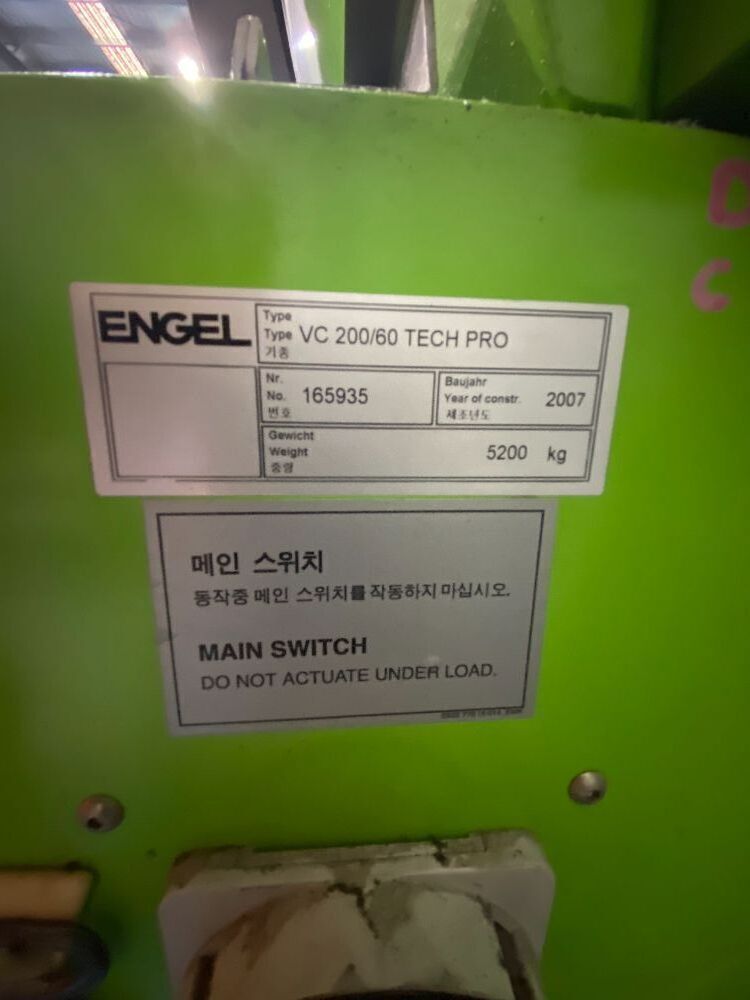 ENGEL
Type
Type VC 200/60 TECH PRO
기종
Nr.
No. 165935
번호
Baujahr
Year of constr. 2007
제조년도
Gewicht
Weight 5200 kg
중량
메인 스위치
동작중 메인 스위치를 작동하지 마십시오.
MAIN SWITCH
DO NOT ACTUATE UNDER LOAD.
D
C